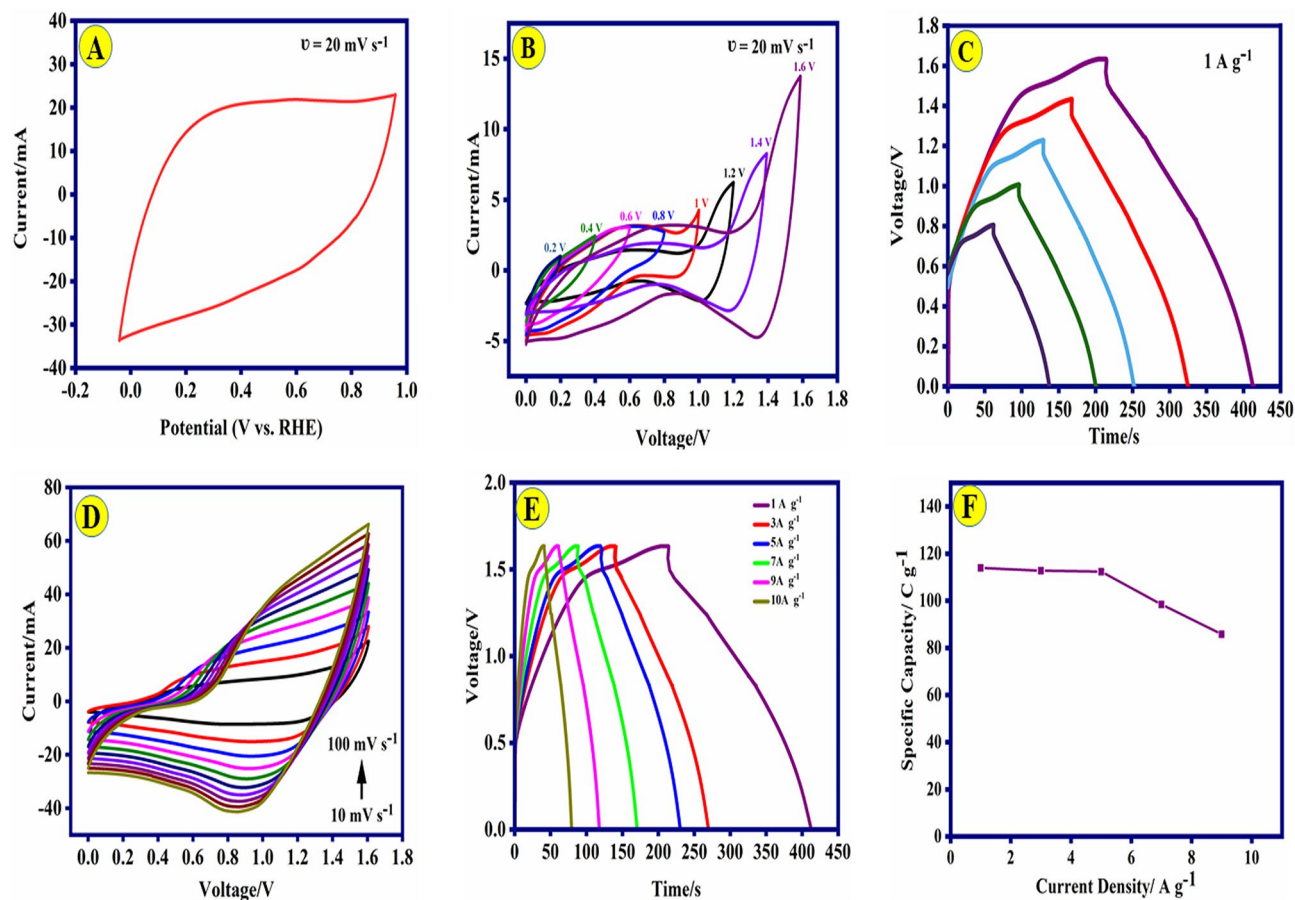 A
υ = 20 mV s-1
40
30
20
10
0
-10
-20
-30
-40
Current/mA
-0.2 0.0 0.2 0.4 0.6 0.8 1.0
Potential (V vs. RHE)
B
υ = 20 mV s-1
15
10
5
0
-5
Current/mA
0.2 V
0.4 V
0.6 V
0.8 V
1 V
1.2 V
1.4 V
1.6 V
0.0 0.2 0.4 0.6 0.8 1.0 1.2 1.4 1.6 1.8
Voltage/V
C
1 A g-1
1.8
1.6
1.4
1.2
1.0
0.8
0.6
0.4
0.2
0.0
Voltage/V
0 50 100 150 200 250 300 350 400 450
Time/s
D
80
60
40
20
0
-20
-40
Current/mA
100 mV s-1
10 mV s-1
0.0 0.2 0.4 0.6 0.8 1.0 1.2 1.4 1.6 1.8
Voltage/V
E
2.0
1.5
1.0
0.5
0.0
Voltage/V
1 A g-1
3A g-1
5A g-1
7A g-1
9A g-1
10A g-1
0 50 100 150 200 250 300 350 400 450
Time/s
F
140
120
100
80
60
40
20
0
Specific Capacity/ C g-1
0 2 4 6 8 10
Current Density/ A g-1